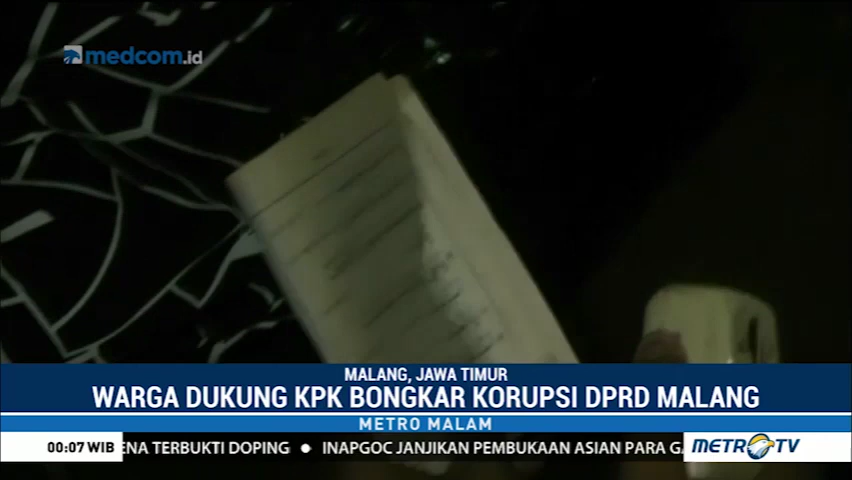 medcom.id
MALANG, JAWA TIMUR
WARGA DUKUNG KPK BONGKAR KORUPSI DPRD MALANG
METRO MALAM
00:07 WIB
ENA TERBUKTI DOPING ● INAPGOC JANJIKAN PEMBUKAAN ASIAN PARA GA
METRO TV